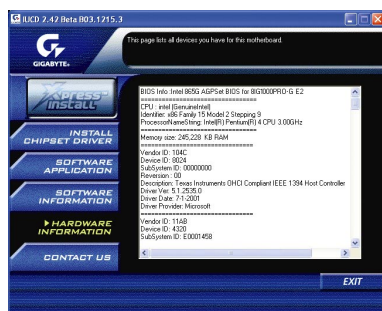 IUCD 2.42 Beta B03.1215.3
GIGABYTE
This page lists all devices you have for this motherboard.
Xpress™
Install
INSTALL
CHIPSET DRIVER
SOFTWARE
APPLICATION
SOFTWARE
INFORMATION
HARDWARE
INFORMATION
CONTACT US
BIOS Info :Intel 865G AGPSet BIOS for 8IG1000PRO-G E2
==================================
CPU : intel [GenuineIntel]
Identifier: x86 Family 15 Model 2 Stepping 9
ProcessorNameString: Intel(R) Pentium(R) 4 CPU 3.00GHz
==================================
Memory size: 245,228 KB RAM
==================================
Vendor ID: 104C
Device ID: 8024
SubSystem ID: 00000000
Reversion : 00
Description: Texas Instruments OHCI Compliant IEEE 1394 Host Controller
Driver Ver: 5.1.2535.0
Driver Date: 7-1-2001
Driver Provider: Microsoft
==================================
Vendor ID: 11AB
Device ID: 4320
SubSystem ID: E0001458
EXIT